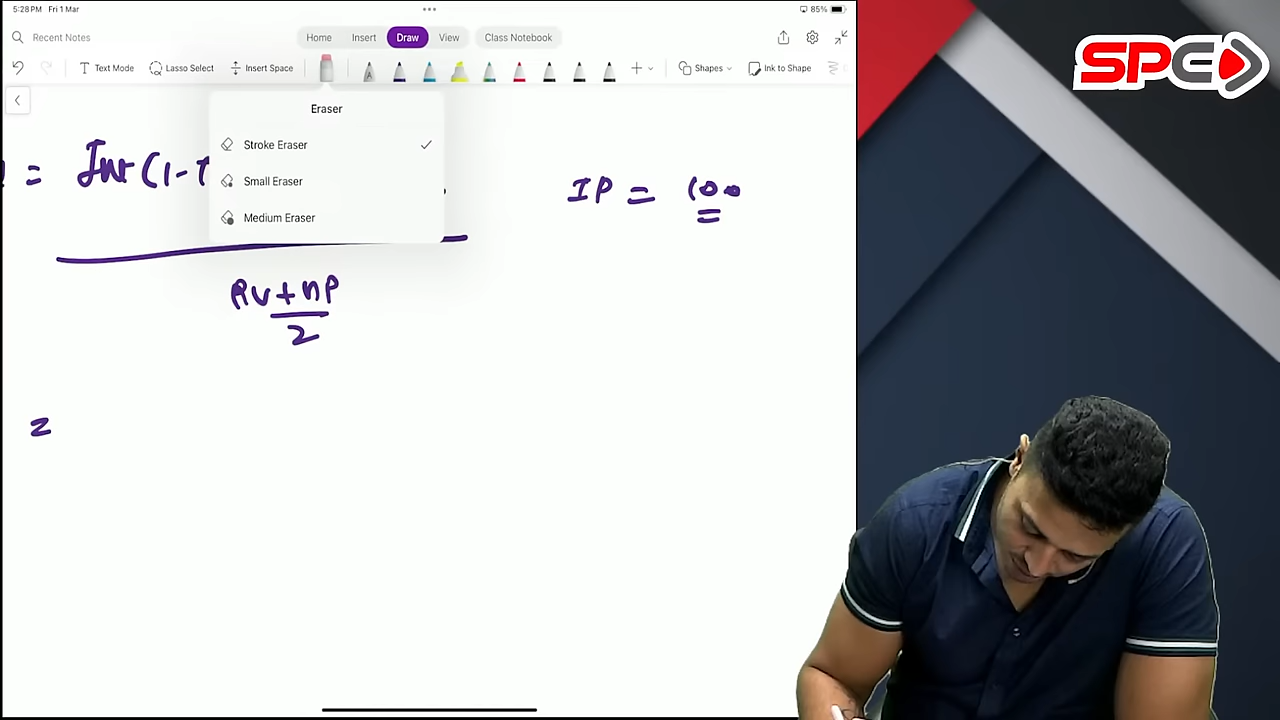 5:28 PM Fri 1 Mar
85%
Recent Notes
Home Insert Draw View Class Notebook
Text Mode Lasso Select Insert Space Shapes Ink to Shape
Eraser
Stroke Eraser
Small Eraser
Medium Eraser
= Int (1-
RV+NP
2
IP = 100
=
SPC